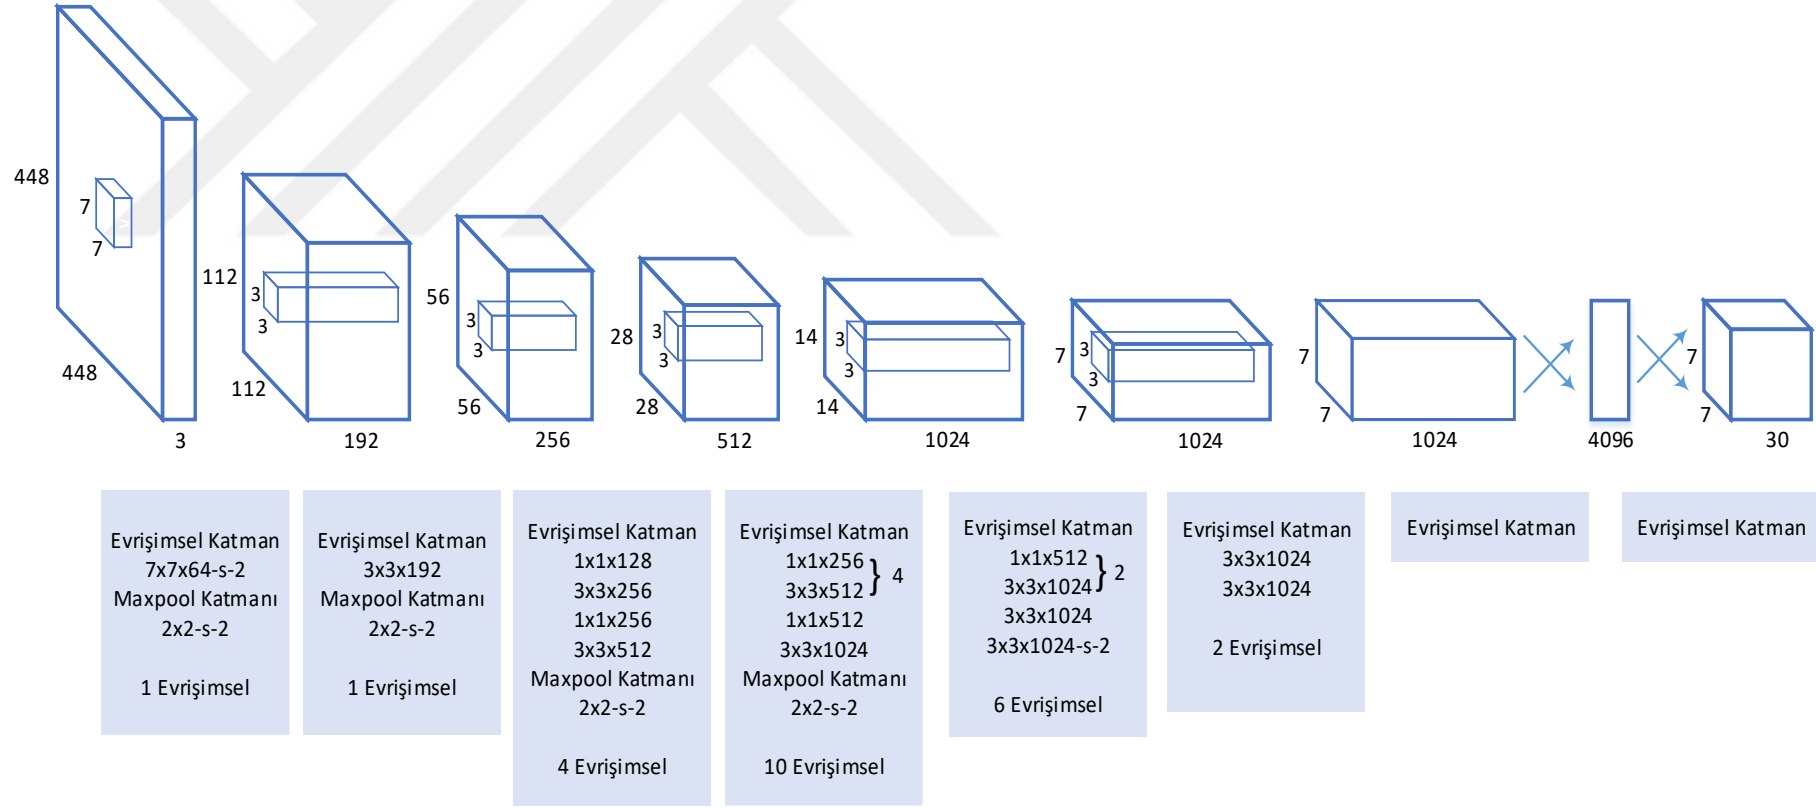 448
7
7
448
3
112
3
3
112
192
56
3
3
56
256
28
3
3
28
512
14
3
3
14
1024
7
3
3
7
1024
7
7
1024
4096
7
7
30
Evrişimsel Katman
7x7x64-s-2
Maxpool Katmanı
2x2-s-2
1 Evrişimsel
Evrişimsel Katman
3x3x192
Maxpool Katmanı
2x2-s-2
1 Evrişimsel
Evrişimsel Katman
1x1x128
3x3x256
1x1x256
3x3x512
Maxpool Katmanı
2x2-s-2
4 Evrişimsel
Evrişimsel Katman
1x1x256
3x3x512
} 4
1x1x512
3x3x1024
Maxpool Katmanı
2x2-s-2
10 Evrişimsel
Evrişimsel Katman
1x1x512
3x3x1024
} 2
3x3x1024
3x3x1024-s-2
6 Evrişimsel
Evrişimsel Katman
3x3x1024
3x3x1024
2 Evrişimsel
Evrişimsel Katman
Evrişimsel Katman